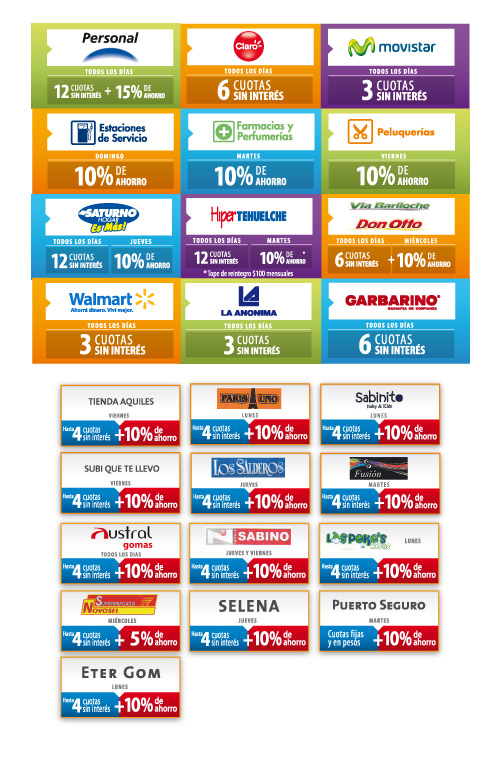 Personal
TODOS LOS DÍAS
12 CUOTAS SIN INTERÉS + 15% DE AHORRO
Claro
TODOS LOS DÍAS
6 CUOTAS SIN INTERÉS
movistar
TODOS LOS DÍAS
3 CUOTAS SIN INTERÉS
Estaciones de Servicio
DOMINGO
10% DE AHORRO
Farmacias y Perfumerías
MARTES
10% DE AHORRO
Peluquerías
VIERNES
10% DE AHORRO
SATURNO HOGAR Es Más!
TODOS LOS DÍAS JUEVES
12 CUOTAS SIN INTERÉS 10% DE AHORRO
HiperTEHUELCHE
TODOS LOS DÍAS MARTES
12 CUOTAS SIN INTERÉS 10% DE AHORRO *
* Tope de reintegro $100 mensuales
Via Bariloche
Don Otto
TODOS LOS DÍAS MIÉRCOLES
6 CUOTAS SIN INTERÉS +10% DE AHORRO
Walmart
Ahorrá dinero. Viví mejor.
TODOS LOS DÍAS
3 CUOTAS SIN INTERÉS
LA ANONIMA
TODOS LOS DÍAS
3 CUOTAS SIN INTERÉS
GARBARINO
GARANTIA DE CONFIANZA
TODOS LOS DÍAS
6 CUOTAS SIN INTERÉS
TIENDA AQUILES
VIERNES
Hasta 4 cuotas sin interés +10% de ahorro
PARIS UNO
LUNES
Hasta 4 cuotas sin interés +10% de ahorro
Sabinito
Baby & Kids
LUNES
Hasta 4 cuotas sin interés +10% de ahorro
SUBI QUE TE LLEVO
VIERNES
Hasta 4 cuotas sin interés +10% de ahorro
LOS SALDEROS
JUEVES
Hasta 4 cuotas sin interés +10% de ahorro
Fusión
MARTES
Hasta 4 cuotas sin interés +10% de ahorro
Austral gomas
TODOS LOS DIAS
Hasta 4 cuotas sin interés +10% de ahorro
SABINO
JUEVES Y VIERNES
Hasta 4 cuotas sin interés +10% de ahorro
LUNES
Hasta 4 cuotas sin interés +10% de ahorro
NOVOSEL
MIÉRCOLES
Hasta 4 cuotas sin interés + 5% de ahorro
SELENA
JUEVES
Hasta 4 cuotas sin interés +10% de ahorro
PUERTO SEGURO
MARTES
Cuotas fijas y en pesós +10% de ahorro
ETER GOM
LUNES
Hasta 4 cuotas sin interés +10% de ahorro